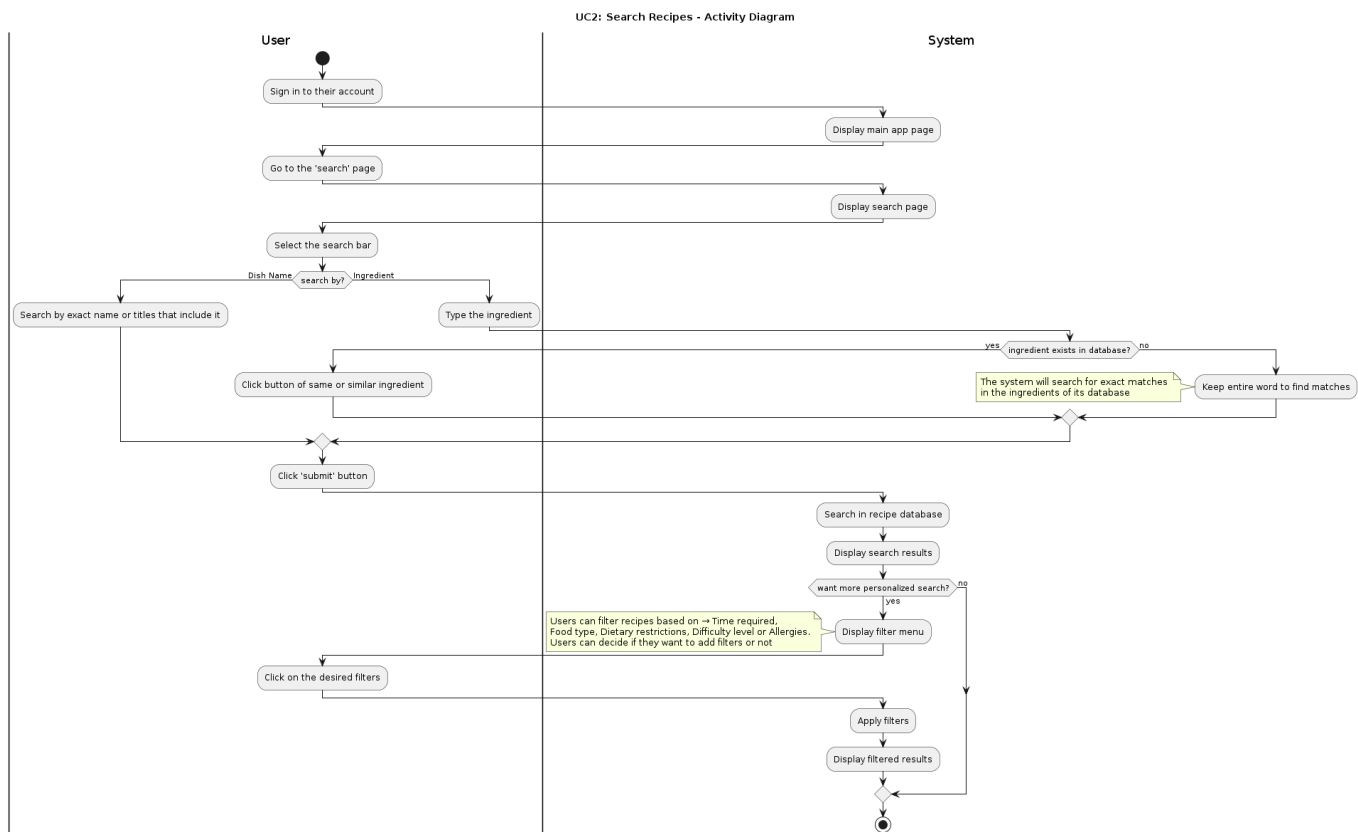 UC2: Search Recipes - Activity Diagram
User
System
Sign in to their account
Display main app page
Go to the 'search' page
Display search page
Select the search bar
Dish Name
search by?
Ingredient
Search by exact name or titles that include it
Type the ingredient
yes
ingredient exists in database?
no
Click button of same or similar ingredient
The system will search for exact matches
in the ingredients of its database
Keep entire word to find matches
Click 'submit' button
Search in recipe database
Display search results
want more personalized search?
no
yes
Users can filter recipes based on → Time required,
Food type, Dietary restrictions, Difficulty level or Allergies.
Users can decide if they want to add filters or not
Display filter menu
Click on the desired filters
Apply filters
Display filtered results